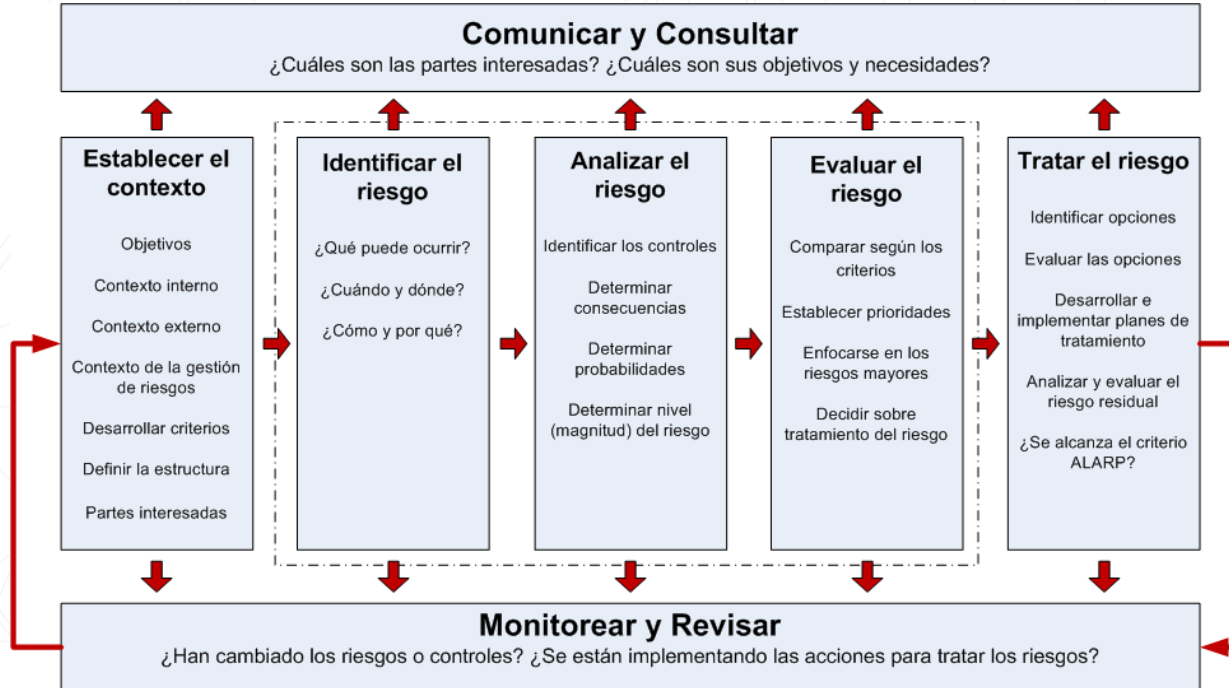 Comunicar y Consultar
¿Cuáles son las partes interesadas? ¿Cuáles son sus objetivos y necesidades?
Establecer el
contexto
Objetivos
Contexto interno
Contexto externo
Contexto de la gestión
de riesgos
Desarrollar criterios
Definir la estructura
Partes interesadas
Identificar el
riesgo
¿Qué puede ocurrir?
¿Cuándo y dónde?
¿Cómo y por qué?
Analizar el
riesgo
Identificar los controles
Determinar
consecuencias
Determinar
probabilidades
Determinar nivel
(magnitud) del riesgo
Evaluar el
riesgo
Comparar según los
criterios
Establecer prioridades
Enfocarse en los
riesgos mayores
Decidir sobre
tratamiento del riesgo
Tratar el riesgo
Identificar opciones
Evaluar las opciones
Desarrollar e
implementar planes de
tratamiento
Analizar y evaluar el
riesgo residual
¿Se alcanza el criterio
ALARP?
Monitorear y Revisar
¿Han cambiado los riesgos o controles? ¿Se están implementando las acciones para tratar los riesgos?